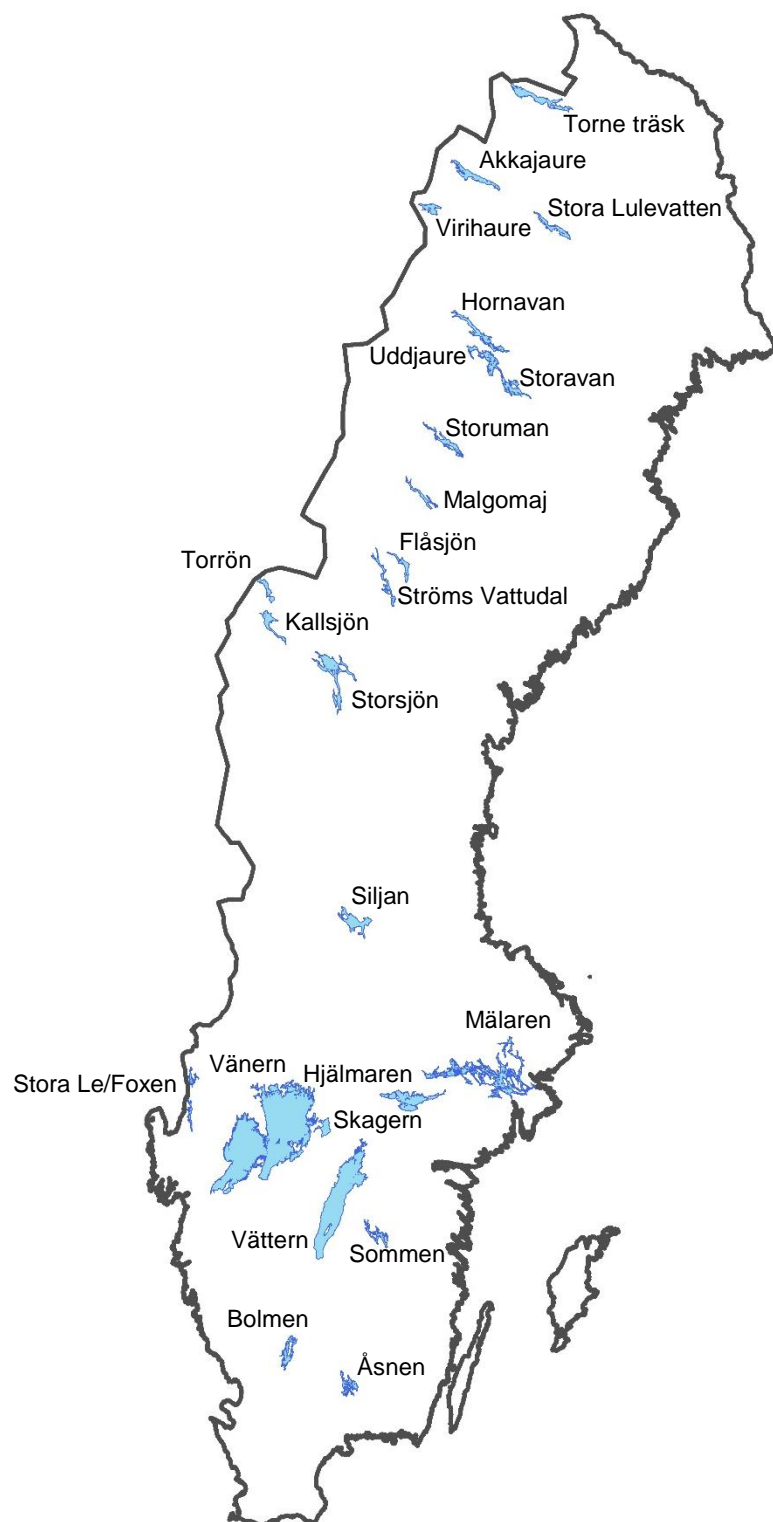 Torne träsk
Akkajaure
Stora Lulevatten
Virihaure
Hornavan
Uddjaure
Storavan
Storuman
Malgomaj
Flåsjön
Torrön
Ströms Vattudal
Kallsjön
Storsjön
Siljan
Mälaren
Vänern
Hjälmaren
Stora Le/Foxen
Skagern
Vättern
Sommen
Bolmen
Åsnen